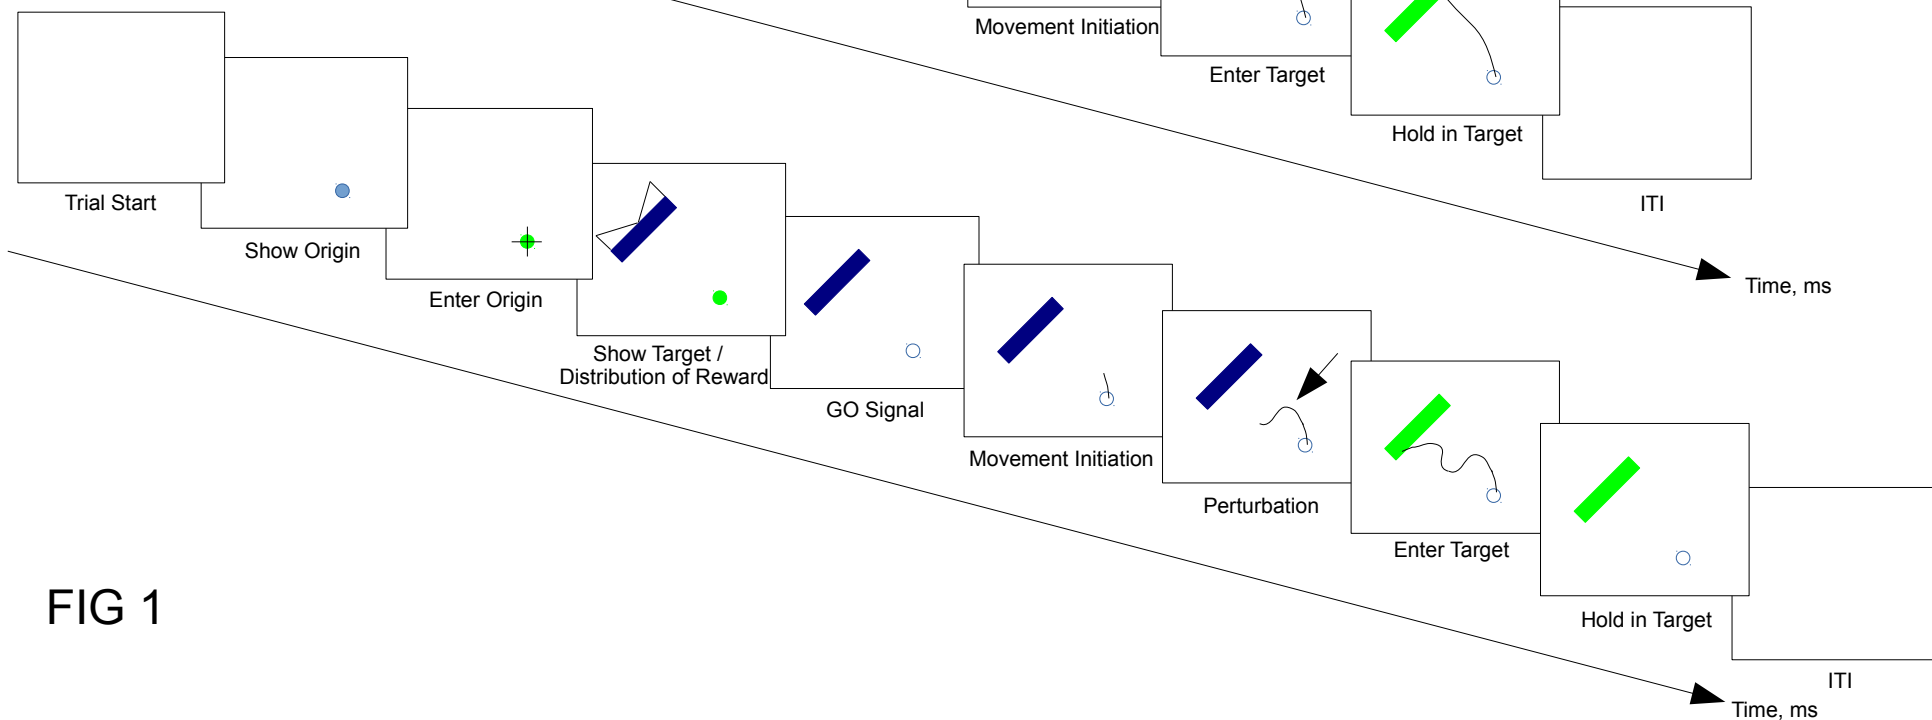 Movement Initiation
Enter Target
Hold in Target
ITI
Time, ms
Trial Start
Show Origin
Enter Origin
Show Target /
Distribution of Reward
GO Signal
Movement Initiation
Perturbation
Enter Target
Hold in Target
ITI
Time, ms
FIG 1